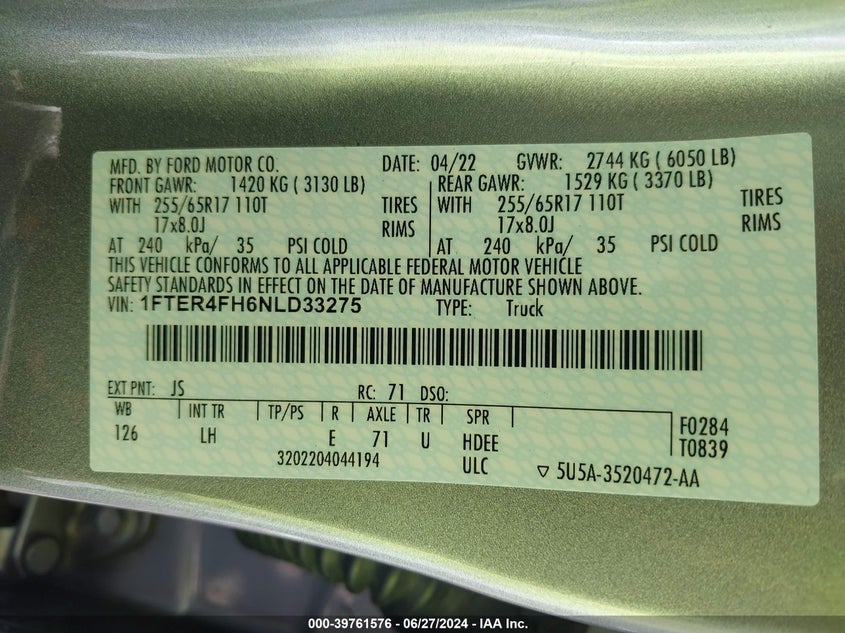 MFD. BY FORD MOTOR CO. DATE: 04/22 GVWR: 2744 KG ( 6050 LB)
FRONT GAWR: 1420 KG ( 3130 LB) REAR GAWR: 1529 KG ( 3370 LB)
WITH 255/65R17 110T TIRES WITH 255/65R17 110T TIRES
17x8.0J RIMS 17x8.0J RIMS
AT 240 kPa/ 35 PSI COLD AT 240 kPa/ 35 PSI COLD
THIS VEHICLE CONFORMS TO ALL APPLICABLE FEDERAL MOTOR VEHICLE
SAFETY STANDARDS IN EFFECT ON THE DATE OF MANUFACTURE SHOWN ABOVE.
VIN: 1FTER4FH6NLD33275 TYPE: Truck
EXT PNT: JS RC: 71 DSO:
WB INT TR TP/PS R AXLE TR SPR
126 LH E 71 U HDEE
F0284
T0839
3202204044194 ULC ▽ 5U5A-3520472-AA
000-39761576 - 06/27/2024 - IAA Inc.